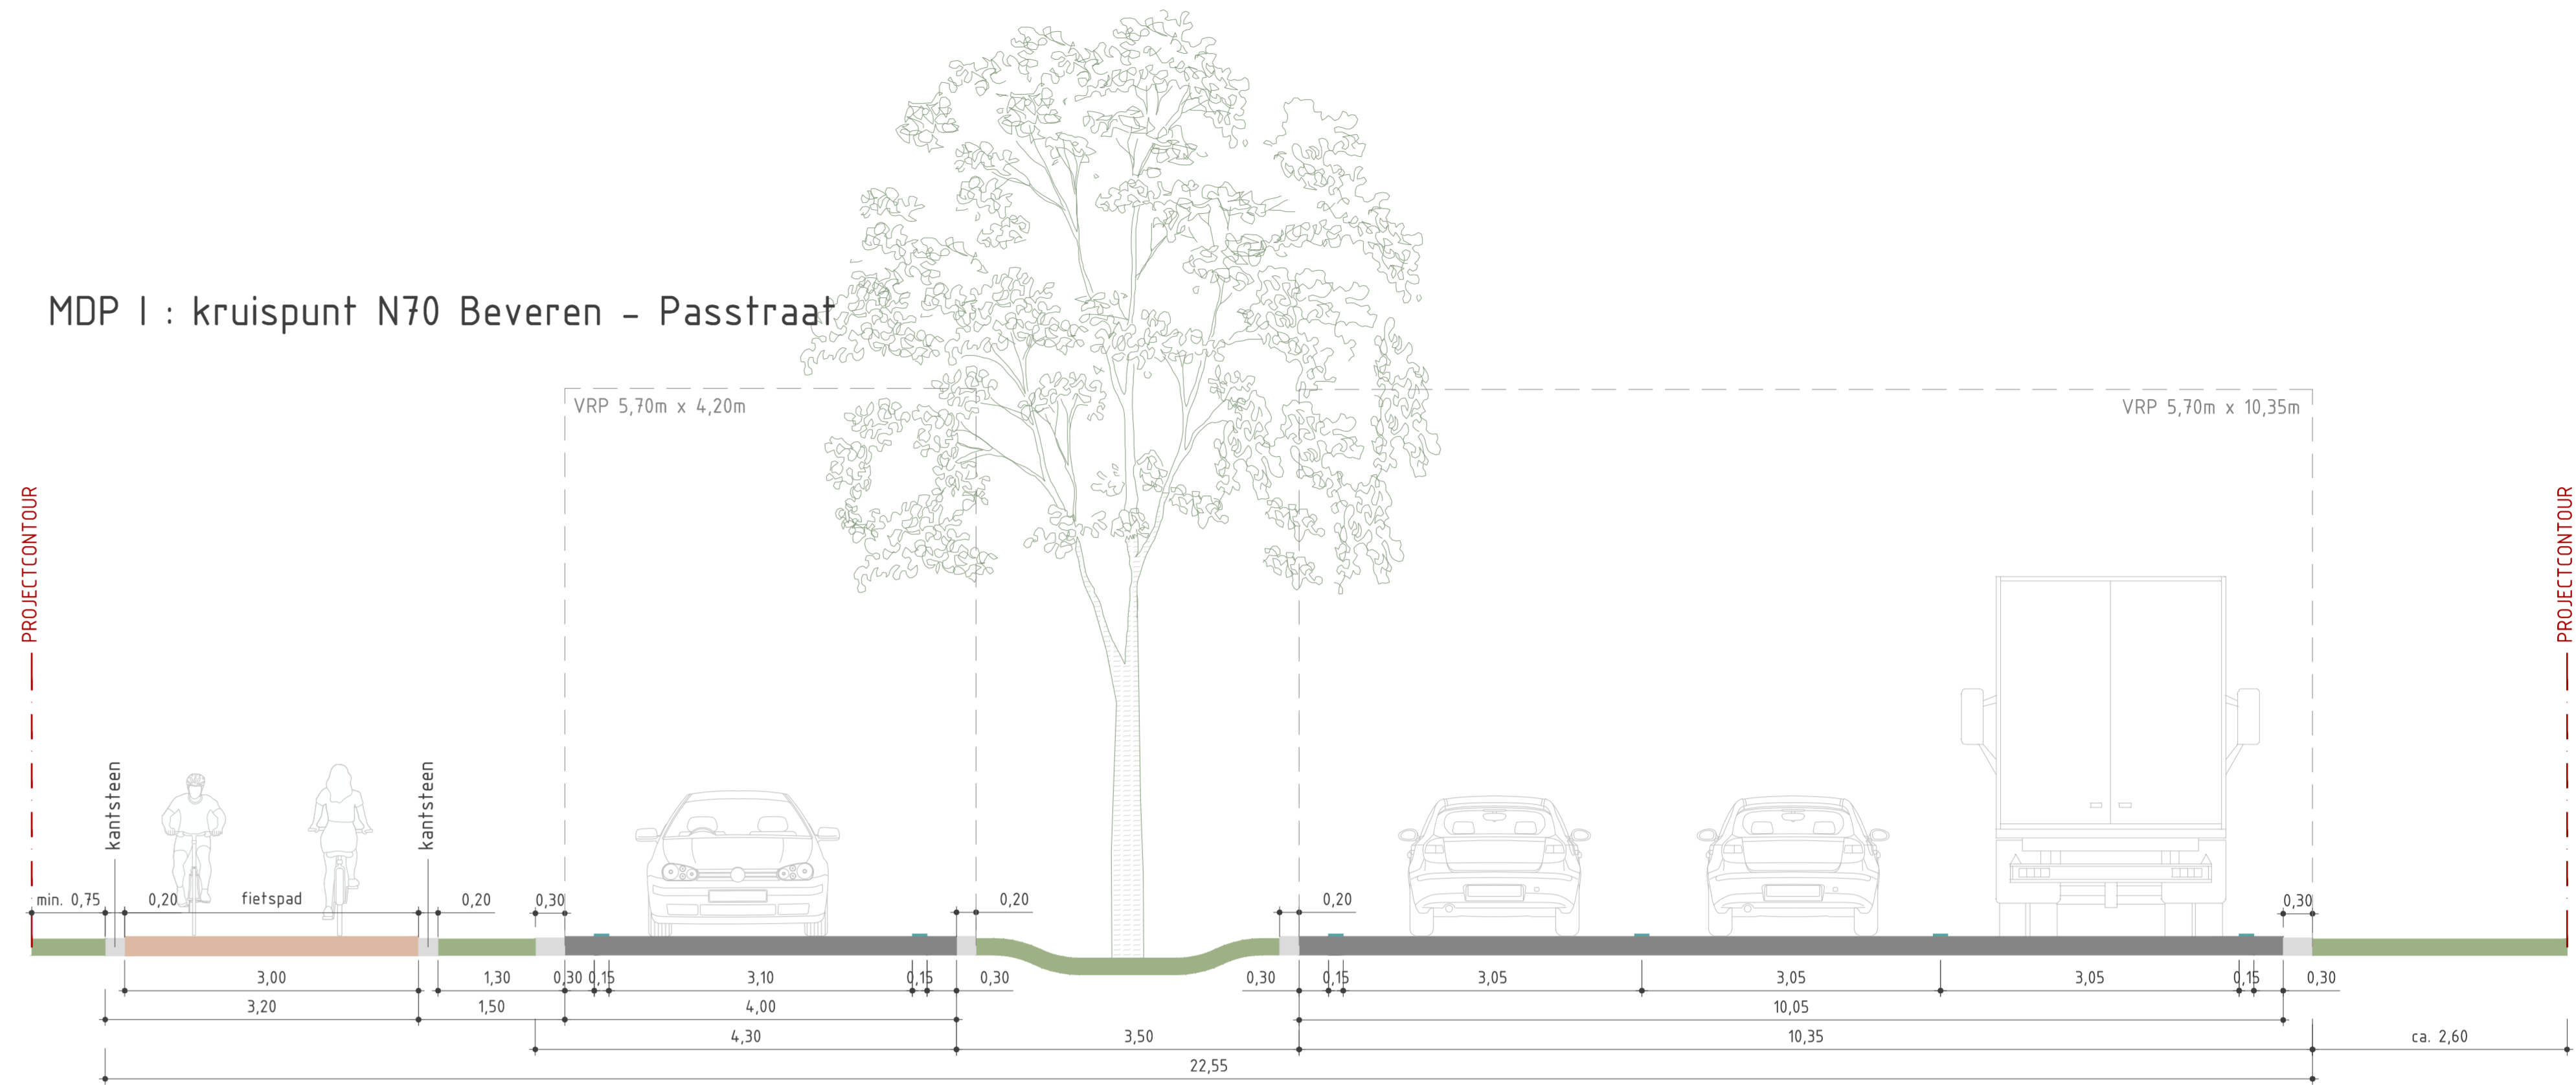 MDP I : kruispunt N70 Beveren - Passtraat
VRP 5,70m x 4,20m
VRP 5,70m x 10,35m
PROJECTCONTOUR
PROJECTCONTOUR
kantsteen
kantsteen
min. 0,75
0,20
fietspad
0,20
0,30
0,20
0,20
0,30
3,00
1,30
0,30
0,15
3,10
0,15
0,30
0,30
0,15
3,05
3,05
3,05
0,15
0,30
3,20
1,50
4,00
10,05
4,30
3,50
10,35
ca. 2,60
22,55